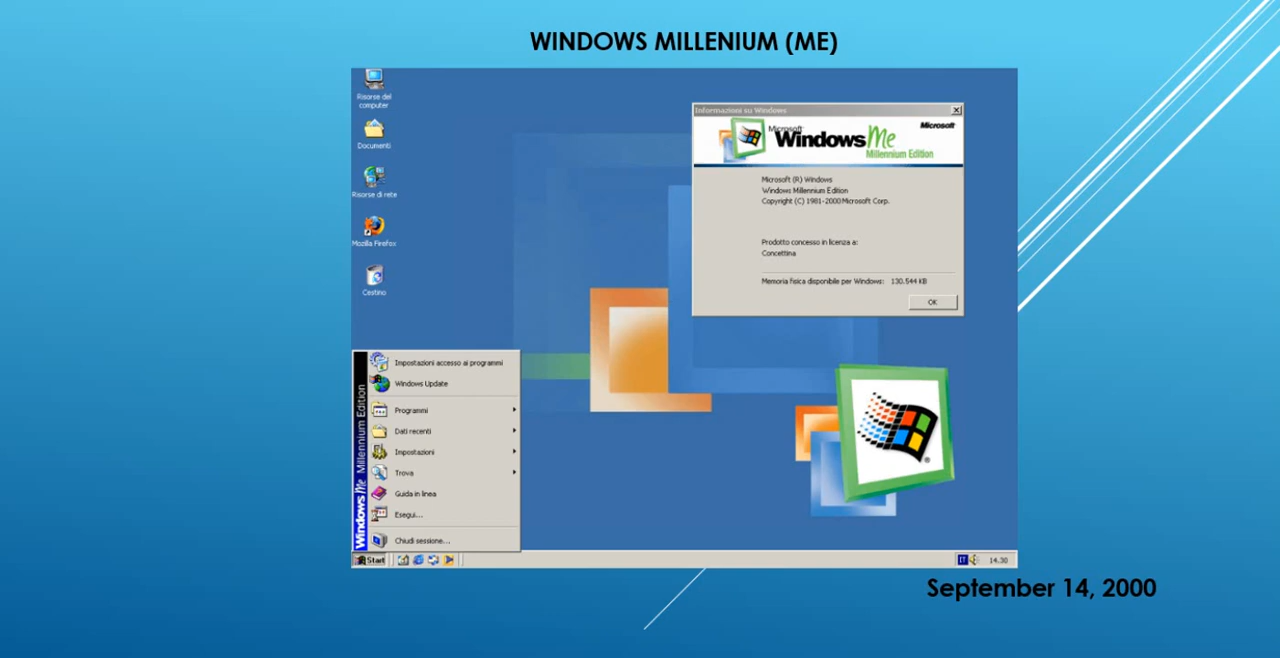 WINDOWS MILLENIUM (ME)
Risorse del
computer
Documenti
Risorse di rete
Mozilla Firefox
Cestino
Informazioni su Windows
Microsoft
Microsoft
Windows Me
Millennium Edition
Microsoft (R) Windows
Windows Millennium Edition
Copyright (C) 1981-2000 Microsoft Corp.
Prodotto concesso in licenza a:
Concettina
Memoria fisica disponibile per Windows: 130.544 KB
OK
Windows Me Millennium Edition
Impostazioni accesso ai programmi
Windows Update
Programmi
Dati recenti
Impostazioni
Trova
Guida in linea
Esegui...
Chiudi sessione...
Start
IT
14.30
September 14, 2000